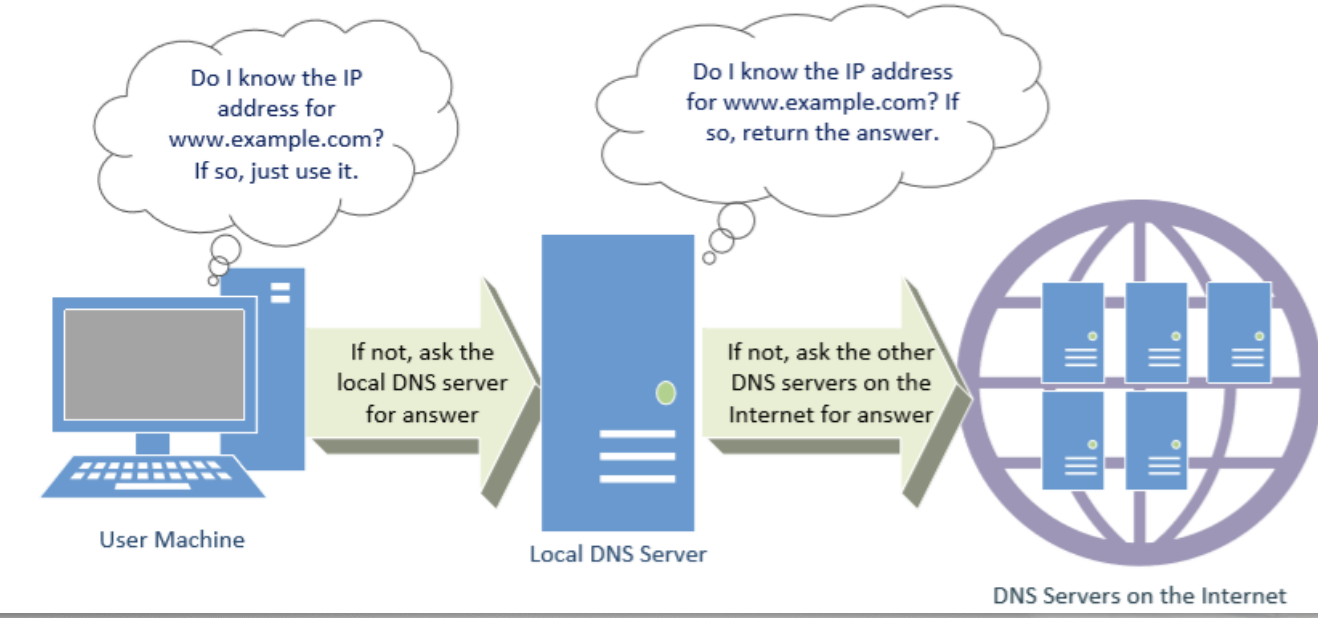 Do I know the IP
address for
www.example.com?
If so, just use it.
Do I know the IP address
for www.example.com? If
so, return the answer.
If not, ask the
local DNS server
for answer
If not, ask the other
DNS servers on the
Internet for answer
User Machine
Local DNS Server
DNS Servers on the Internet